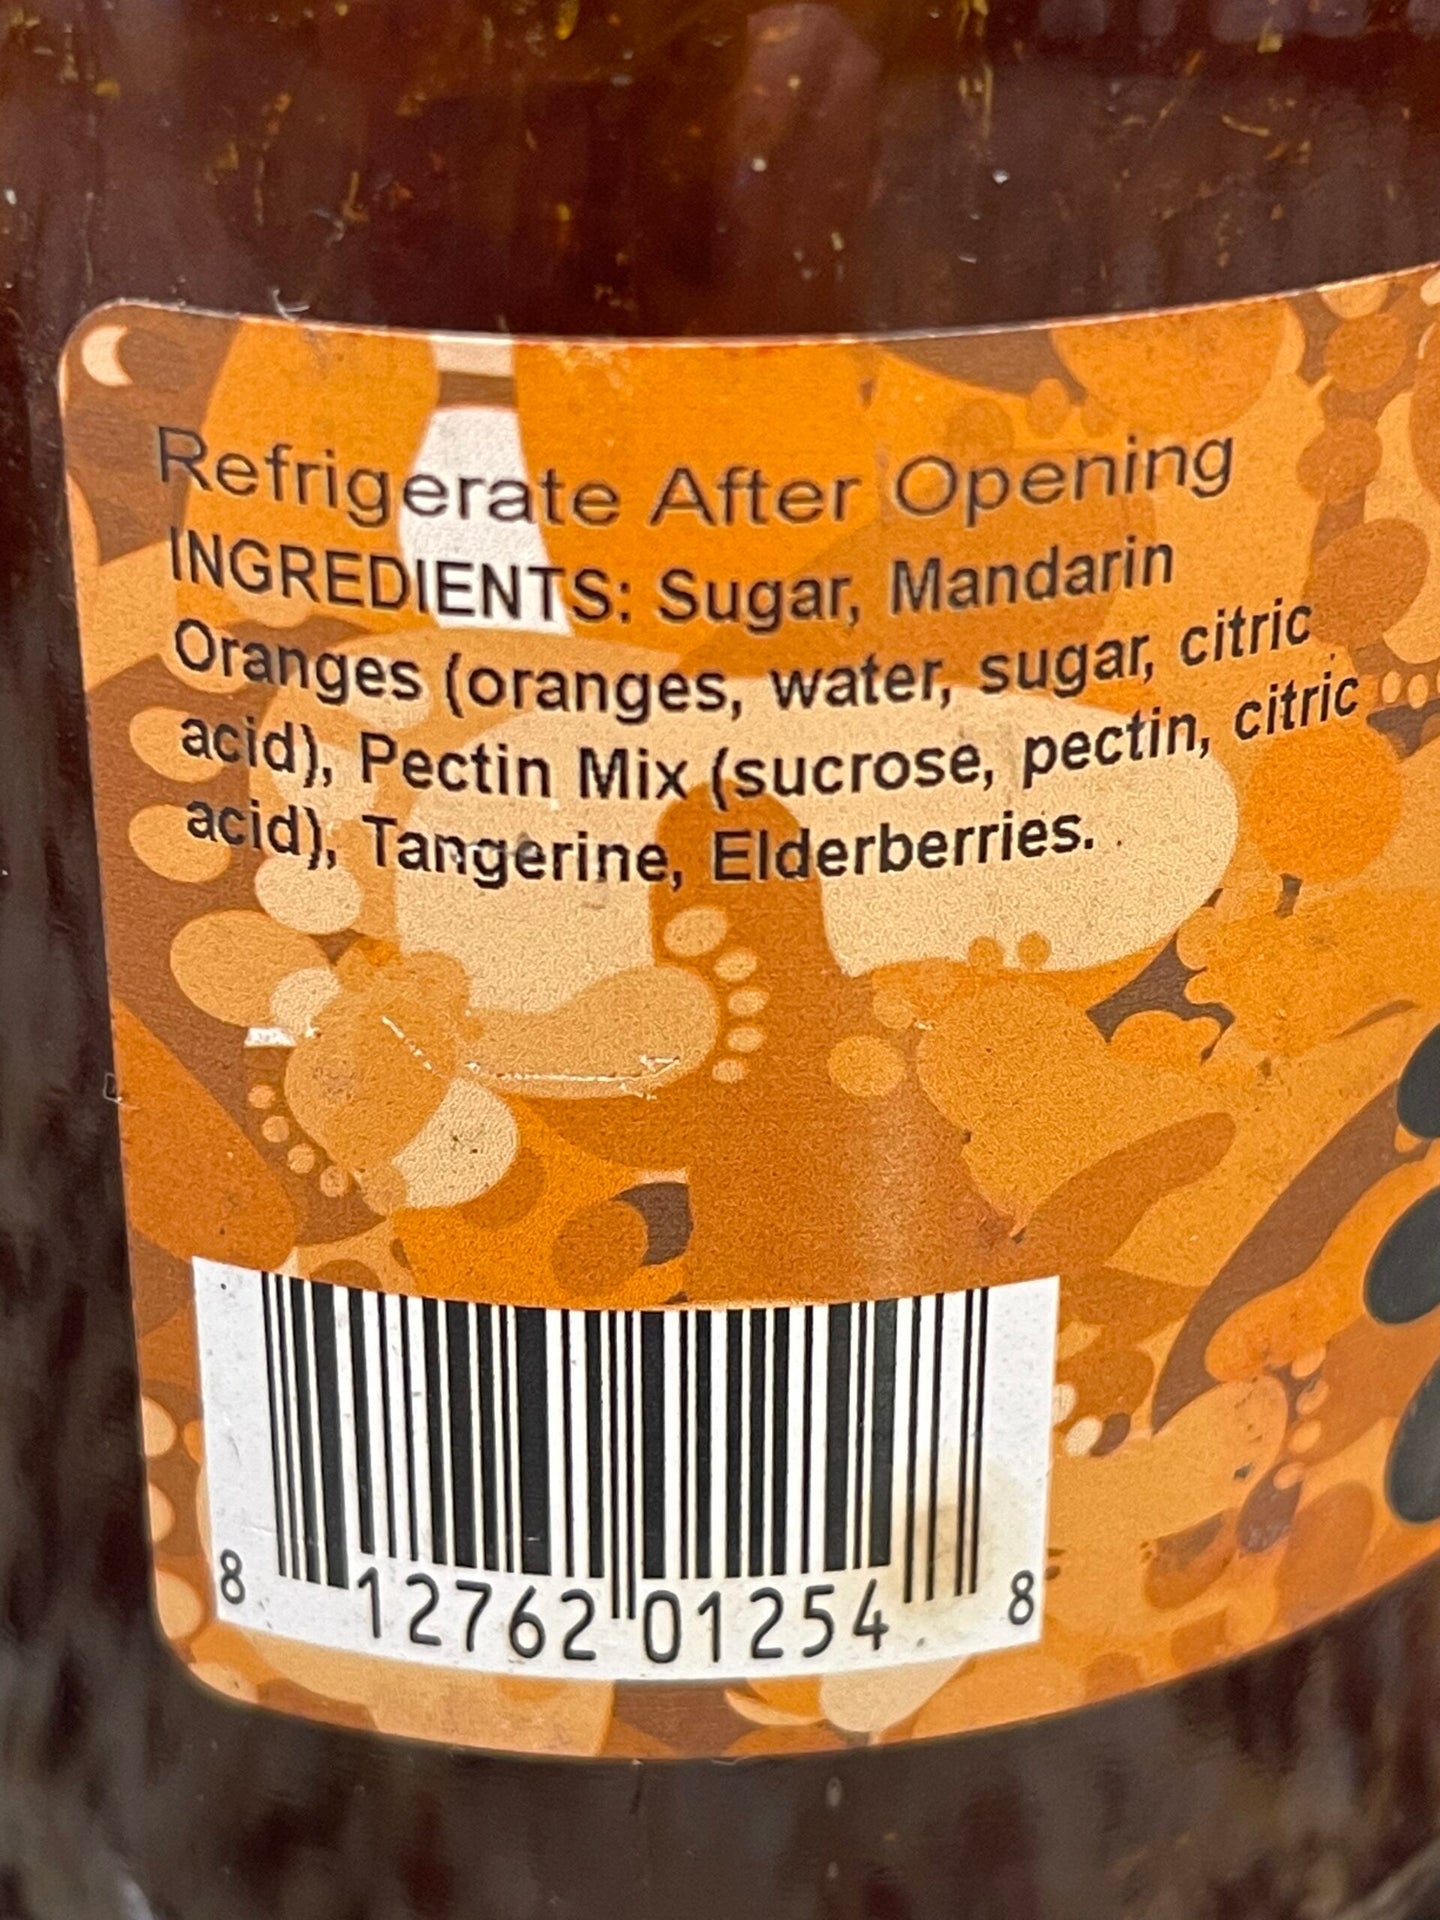 Refrigerate After Opening
INGREDIENTS: Sugar, Mandarin
Oranges (oranges, water, sugar, citric
acid), Pectin Mix (sucrose, pectin, citric
acid), Tangerine, Elderberries.
8 12762 01254 8